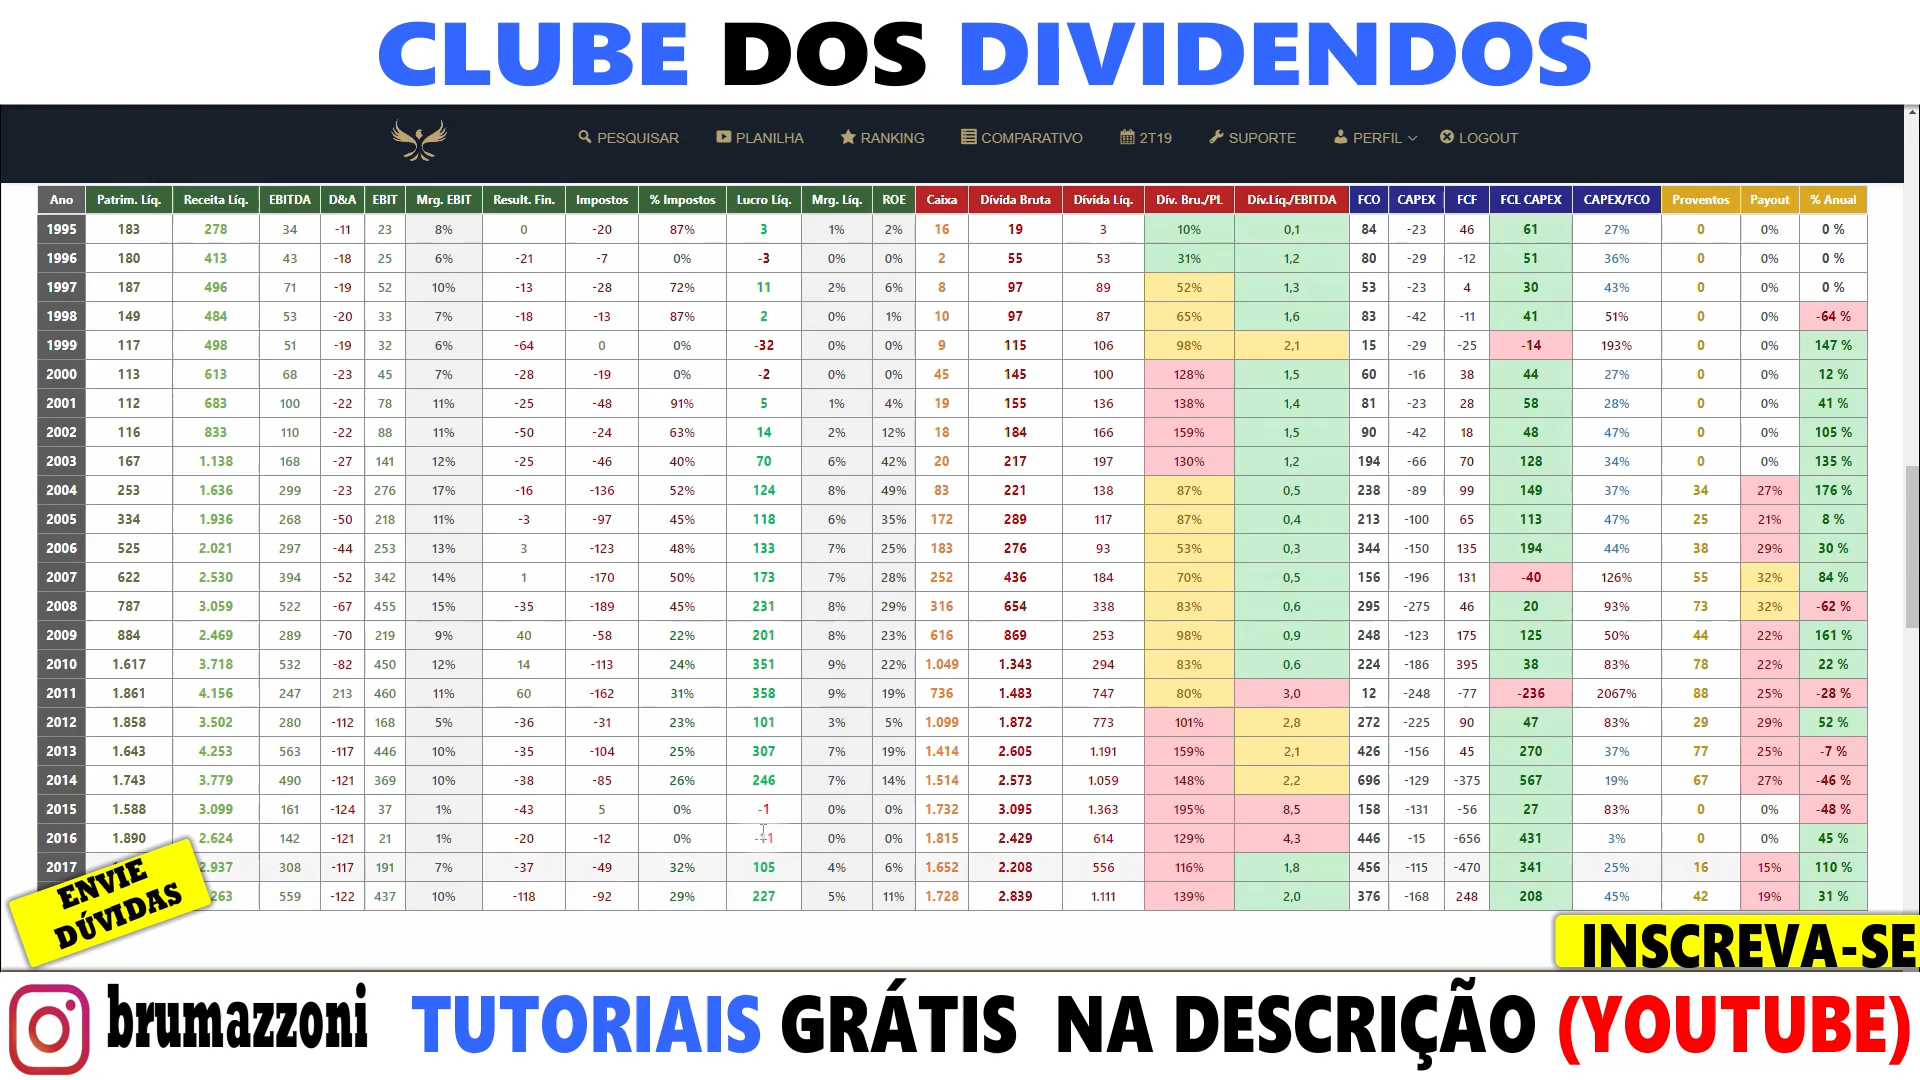 CLUBE DOS DIVIDENDOS
PESQUISAR PLANILHA RANKING COMPARATIVO 2T19 SUPORTE PERFIL LOGOUT
Ano Patrim. Líq. Receita Líq. EBITDA D&A EBIT Mrg. EBIT Result. Fin. Impostos % Impostos Lucro Líq. Mrg. Líq. ROE Caixa Dívida Bruta Dívida Líq. Dív. Bru./PL Dív.Líq./EBITDA FCO CAPEX FCF FCL CAPEX CAPEX/FCO Proventos Payout % Anual
1995 183 278 34 -11 23 8% 0 -20 87% 3 1% 2% 16 19 3 10% 0,1 84 -23 46 61 27% 0 0% 0 %
1996 180 413 43 -18 25 6% -21 -7 0% -3 0% 0% 2 55 53 31% 1,2 80 -29 -12 51 36% 0 0% 0 %
1997 187 496 71 -19 52 10% -13 -28 72% 11 2% 6% 8 97 89 52% 1,3 53 -23 4 30 43% 0 0% 0 %
1998 149 484 53 -20 33 7% -18 -13 87% 2 0% 1% 10 97 87 65% 1,6 83 -42 -11 41 51% 0 0% -64 %
1999 117 498 51 -19 32 6% -64 0 0% -32 0% 0% 9 115 106 98% 2,1 15 -29 -25 -14 193% 0 0% 147 %
2000 113 613 68 -23 45 7% -28 -19 0% -2 0% 0% 45 145 100 128% 1,5 60 -16 38 44 27% 0 0% 12 %
2001 112 683 100 -22 78 11% -25 -48 91% 5 1% 4% 19 155 136 138% 1,4 81 -23 28 58 28% 0 0% 41 %
2002 116 833 110 -22 88 11% -50 -24 63% 14 2% 12% 18 184 166 159% 1,5 90 -42 18 48 47% 0 0% 105 %
2003 167 1.138 168 -27 141 12% -25 -46 40% 70 6% 42% 20 217 197 130% 1,2 194 -66 70 128 34% 0 0% 135 %
2004 253 1.636 299 -23 276 17% -16 -136 52% 124 8% 49% 83 221 138 87% 0,5 238 -89 99 149 37% 34 27% 176 %
2005 334 1.936 268 -50 218 11% -3 -97 45% 118 6% 35% 172 289 117 87% 0,4 213 -100 65 113 47% 25 21% 8 %
2006 525 2.021 297 -44 253 13% 3 -123 48% 133 7% 25% 183 276 93 53% 0,3 344 -150 135 194 44% 38 29% 30 %
2007 622 2.530 394 -52 342 14% 1 -170 50% 173 7% 28% 252 436 184 70% 0,5 156 -196 131 -40 126% 55 32% 84 %
2008 787 3.059 522 -67 455 15% -35 -189 45% 231 8% 29% 316 654 338 83% 0,6 295 -275 46 20 93% 73 32% -62 %
2009 884 2.469 289 -70 219 9% 40 -58 22% 201 8% 23% 616 869 253 98% 0,9 248 -123 175 125 50% 44 22% 161 %
2010 1.617 3.718 532 -82 450 12% 14 -113 24% 351 9% 22% 1.049 1.343 294 83% 0,6 224 -186 395 38 83% 78 22% 22 %
2011 1.861 4.156 247 213 460 11% 60 -162 31% 358 9% 19% 736 1.483 747 80% 3,0 12 -248 -77 -236 2067% 88 25% -28 %
2012 1.858 3.502 280 -112 168 5% -36 -31 23% 101 3% 5% 1.099 1.872 773 101% 2,8 272 -225 90 47 83% 29 29% 52 %
2013 1.643 4.253 563 -117 446 10% -35 -104 25% 307 7% 19% 1.414 2.605 1.191 159% 2,1 426 -156 45 270 37% 77 25% -7 %
2014 1.743 3.779 490 -121 369 10% -38 -85 26% 246 7% 14% 1.514 2.573 1.059 148% 2,2 696 -129 -375 567 19% 67 27% -46 %
2015 1.588 3.099 161 -124 37 1% -43 5 0% -1 0% 0% 1.732 3.095 1.363 195% 8,5 158 -131 -56 27 83% 0 0% -48 %
2016 1.890 2.624 142 -121 21 1% -20 -12 0% 0% 0% 1.815 2.429 614 129% 4,3 446 -15 -656 431 3% 0 0% 45 %
2017 2.937 308 -117 191 7% -37 -49 32% 105 4% 6% 1.652 2.208 556 116% 1,8 456 -115 -470 341 25% 16 15% 110 %
263 559 -122 437 10% -118 -92 29% 227 5% 11% 1.728 2.839 1.111 139% 2,0 376 -168 248 208 45% 42 19% 31 %
ENVIE
DÚVIDAS
INSCREVA-SE
brumazzoni TUTORIAIS GRÁTIS NA DESCRIÇÃO (YOUTUBE)